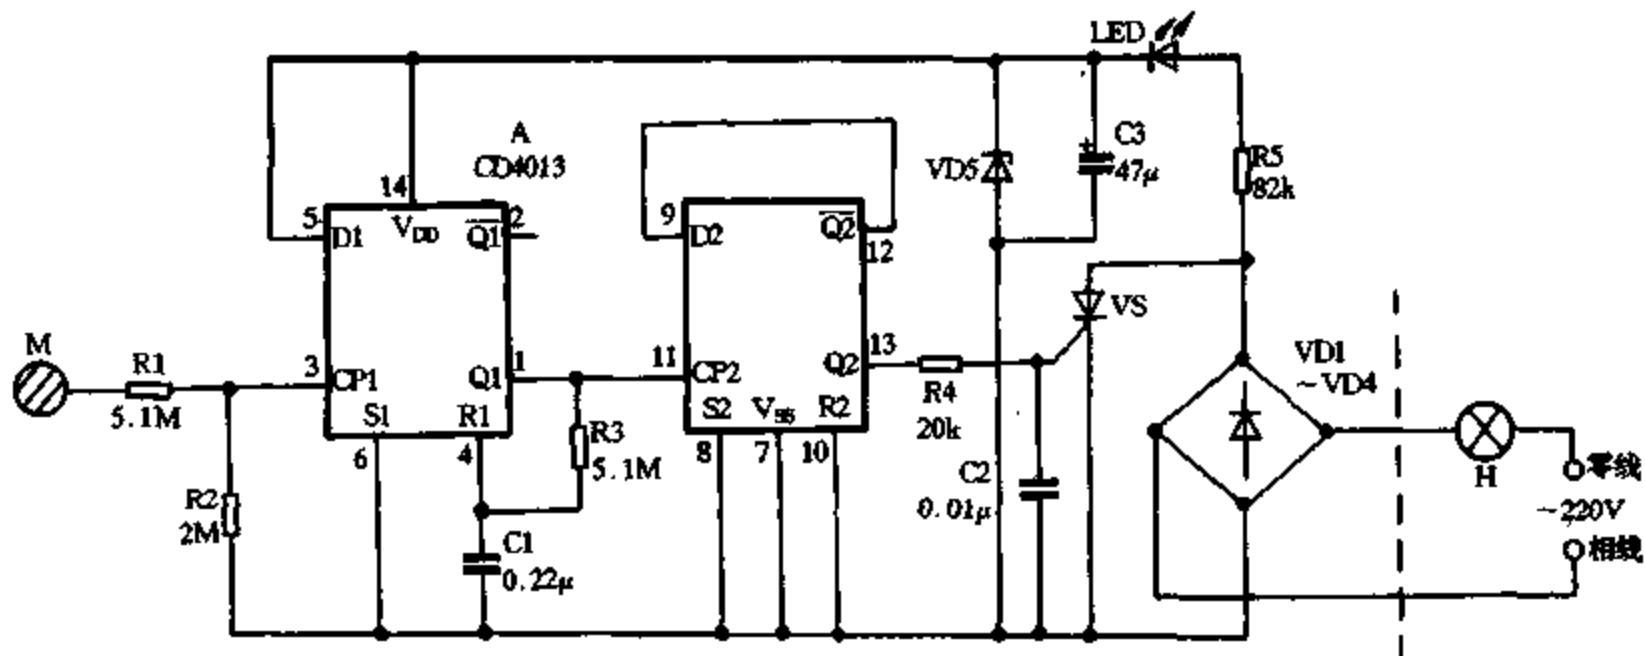 LED
A
CD4013
VD5
C3
+
47μ
R5
82k
14
5
D1
V_DD
2
Q1
9
D2
Q2
12
VS
M
R1
5.1M
3
CP1
1
Q1
S1
R1
6
4
11
CP2
13
Q2
S2
V_SS
R2
8
7
10
R4
20k
VD1
~VD4
R3
5.1M
R2
2M
C1
0.22μ
C2
0.01μ
H
零线
~220V
相线